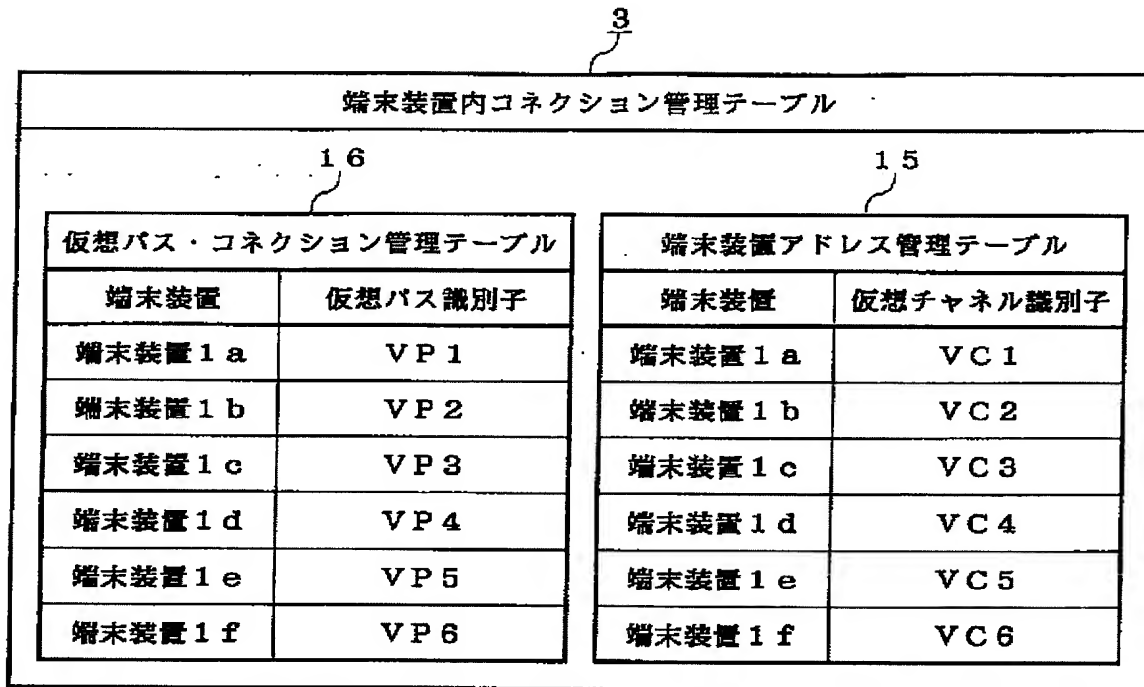 3
端末装置内コネクション管理テーブル
16
15
仮想パス・コネクション管理テーブル
端末装置 仮想パス識別子
端末装置1a VP1
端末装置1b VP2
端末装置1c VP3
端末装置1d VP4
端末装置1e VP5
端末装置1f VP6
端末装置アドレス管理テーブル
端末装置 仮想チャネル識別子
端末装置1a VC1
端末装置1b VC2
端末装置1c VC3
端末装置1d VC4
端末装置1e VC5
端末装置1f VC6